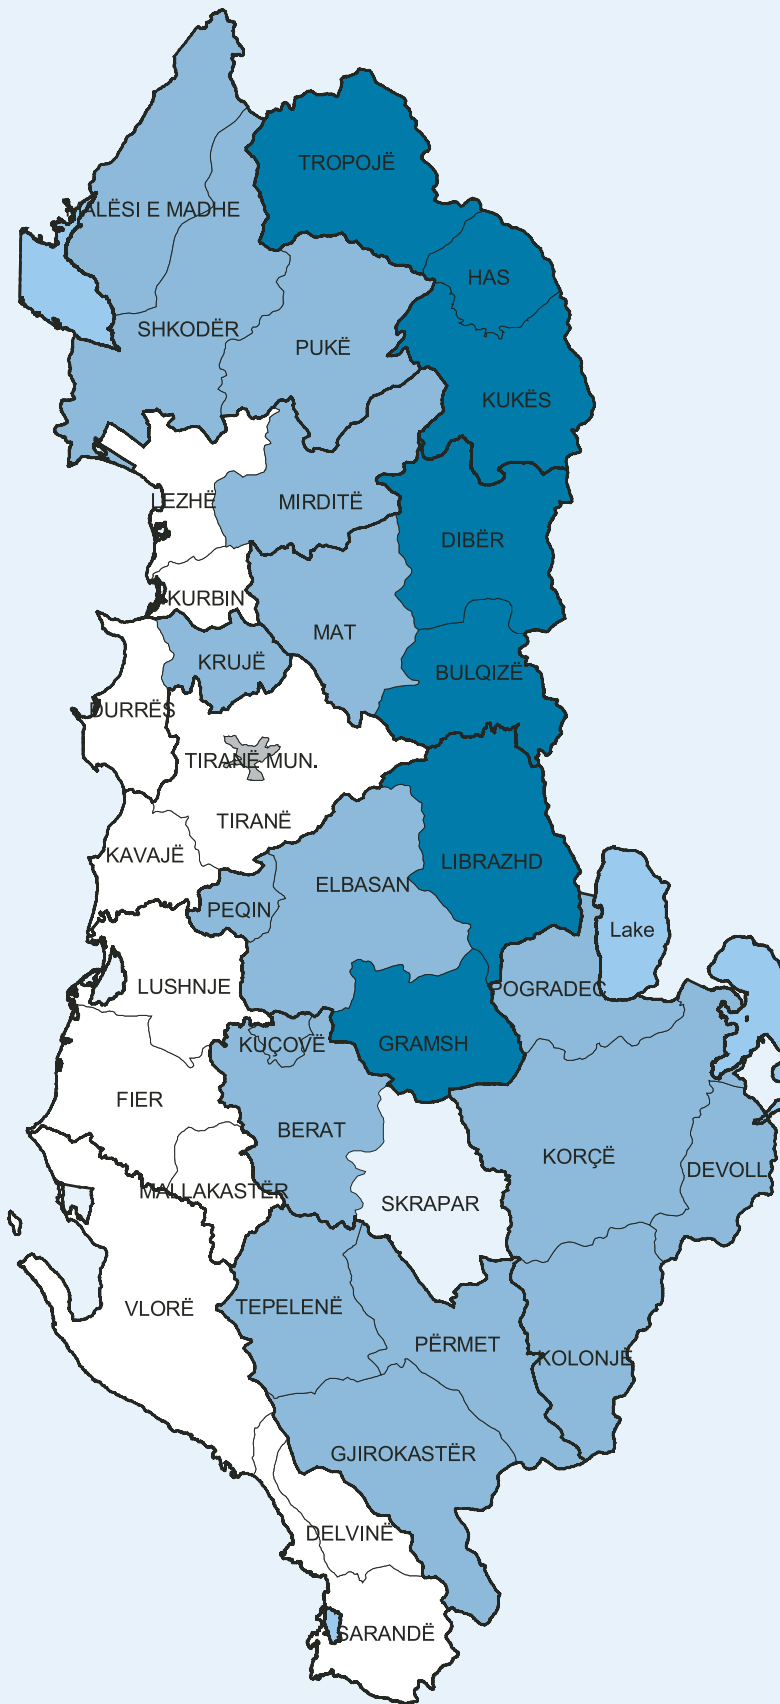 TROPOJË
ALËSI E MADHE
HAS
SHKODËR
PUKË
KUKËS
LEZHË
MIRDITË
DIBËR
KURBIN
MAT
KRUJË
BULQIZË
DURRËS
TIRANË MUN.
TIRANË
KAVAJË
LIBRAZHD
ELBASAN
PEQIN
Lake
LUSHNJE
POGRADEC
KUÇOVË
GRAMSH
FIER
BERAT
KORÇË
DEVOLL
MALLAKASTËR
SKRAPAR
VLORË
TEPELENË
PËRMET
KOLONJË
GJIROKASTËR
DELVINË
SARANDË